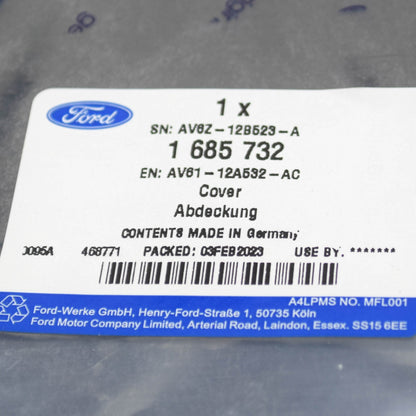 Ford
1 x
SN: AV6Z-12B523-A
1 685 732
EN: AV61-12A532-AC
Cover
Abdeckung
CONTENTS MADE IN Germany
0095A 468771 PACKED: 03FEB2023 USE BY. *******
A4LPMS NO. MFL001
Ford-Werke GmbH, Henry-Ford-Straße 1, 50735 Köln
Ford Motor Company Limited, Arterial Road, Laindon, Essex. SS15 6EE